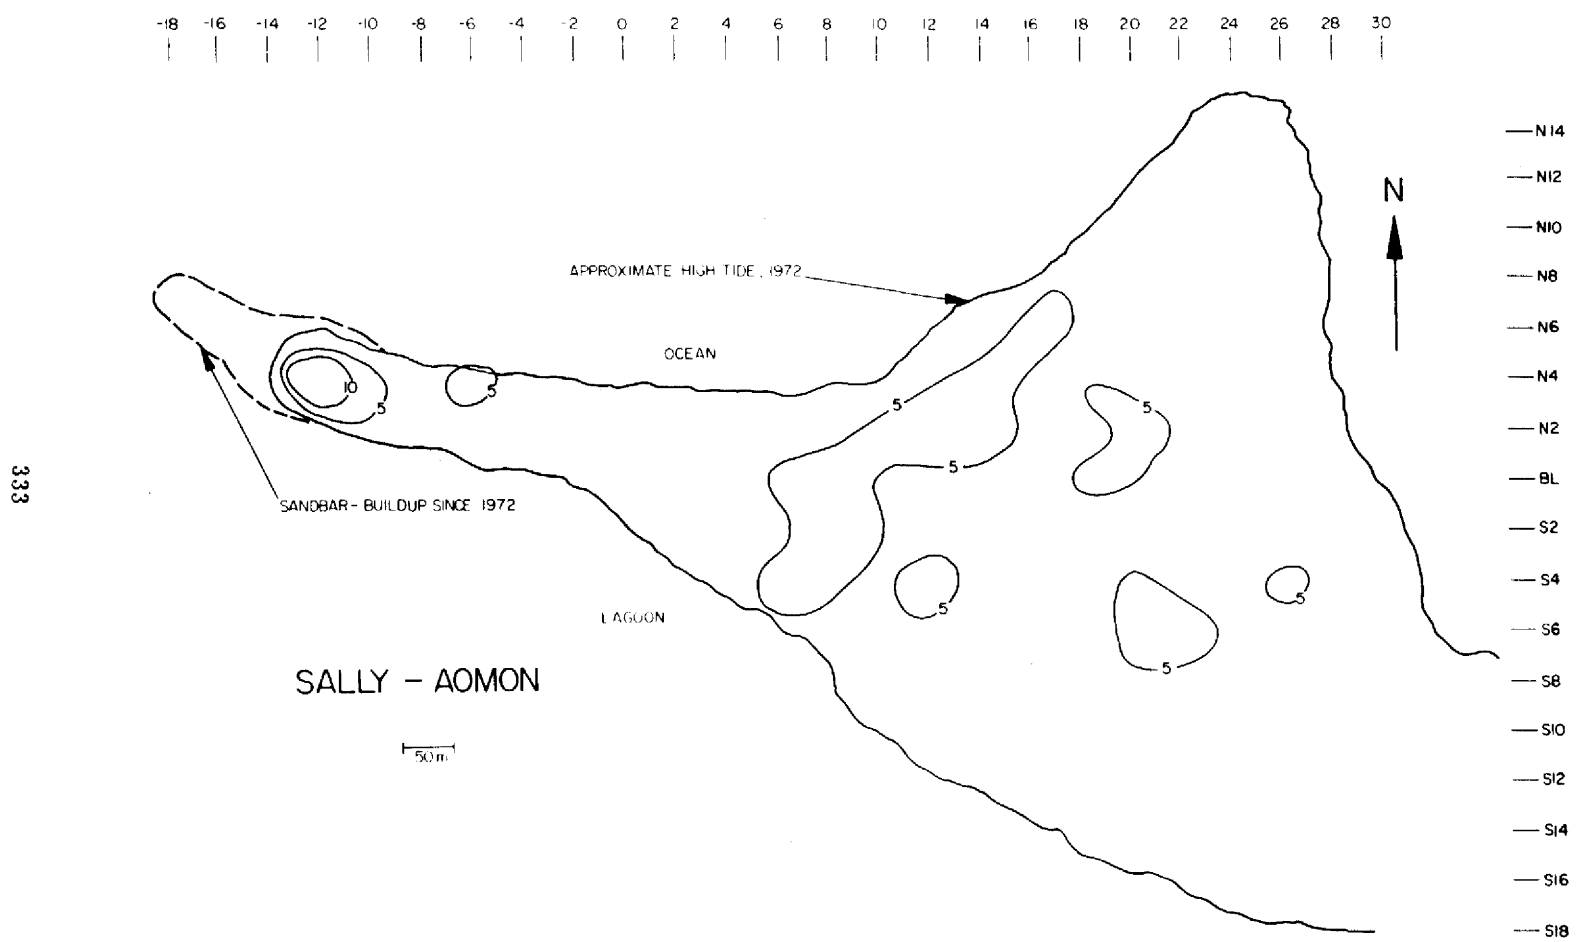 -18 -16 -14 -12 -10 -8 -6 -4 -2 0 2 4 6 8 10 12 14 16 18 20 22 24 26 28 30
N14
N12
N
N10
APPROXIMATE HIGH TIDE, 1972
N8
N6
OCEAN
N4
10
5
5
5
5
N2
5
333
BL
SANDBAR - BUILDUP SINCE 1972
S2
S4
5
5
LAGOON
S6
5
SALLY - AOMON
S8
S10
50 m
S12
S14
S16
S18